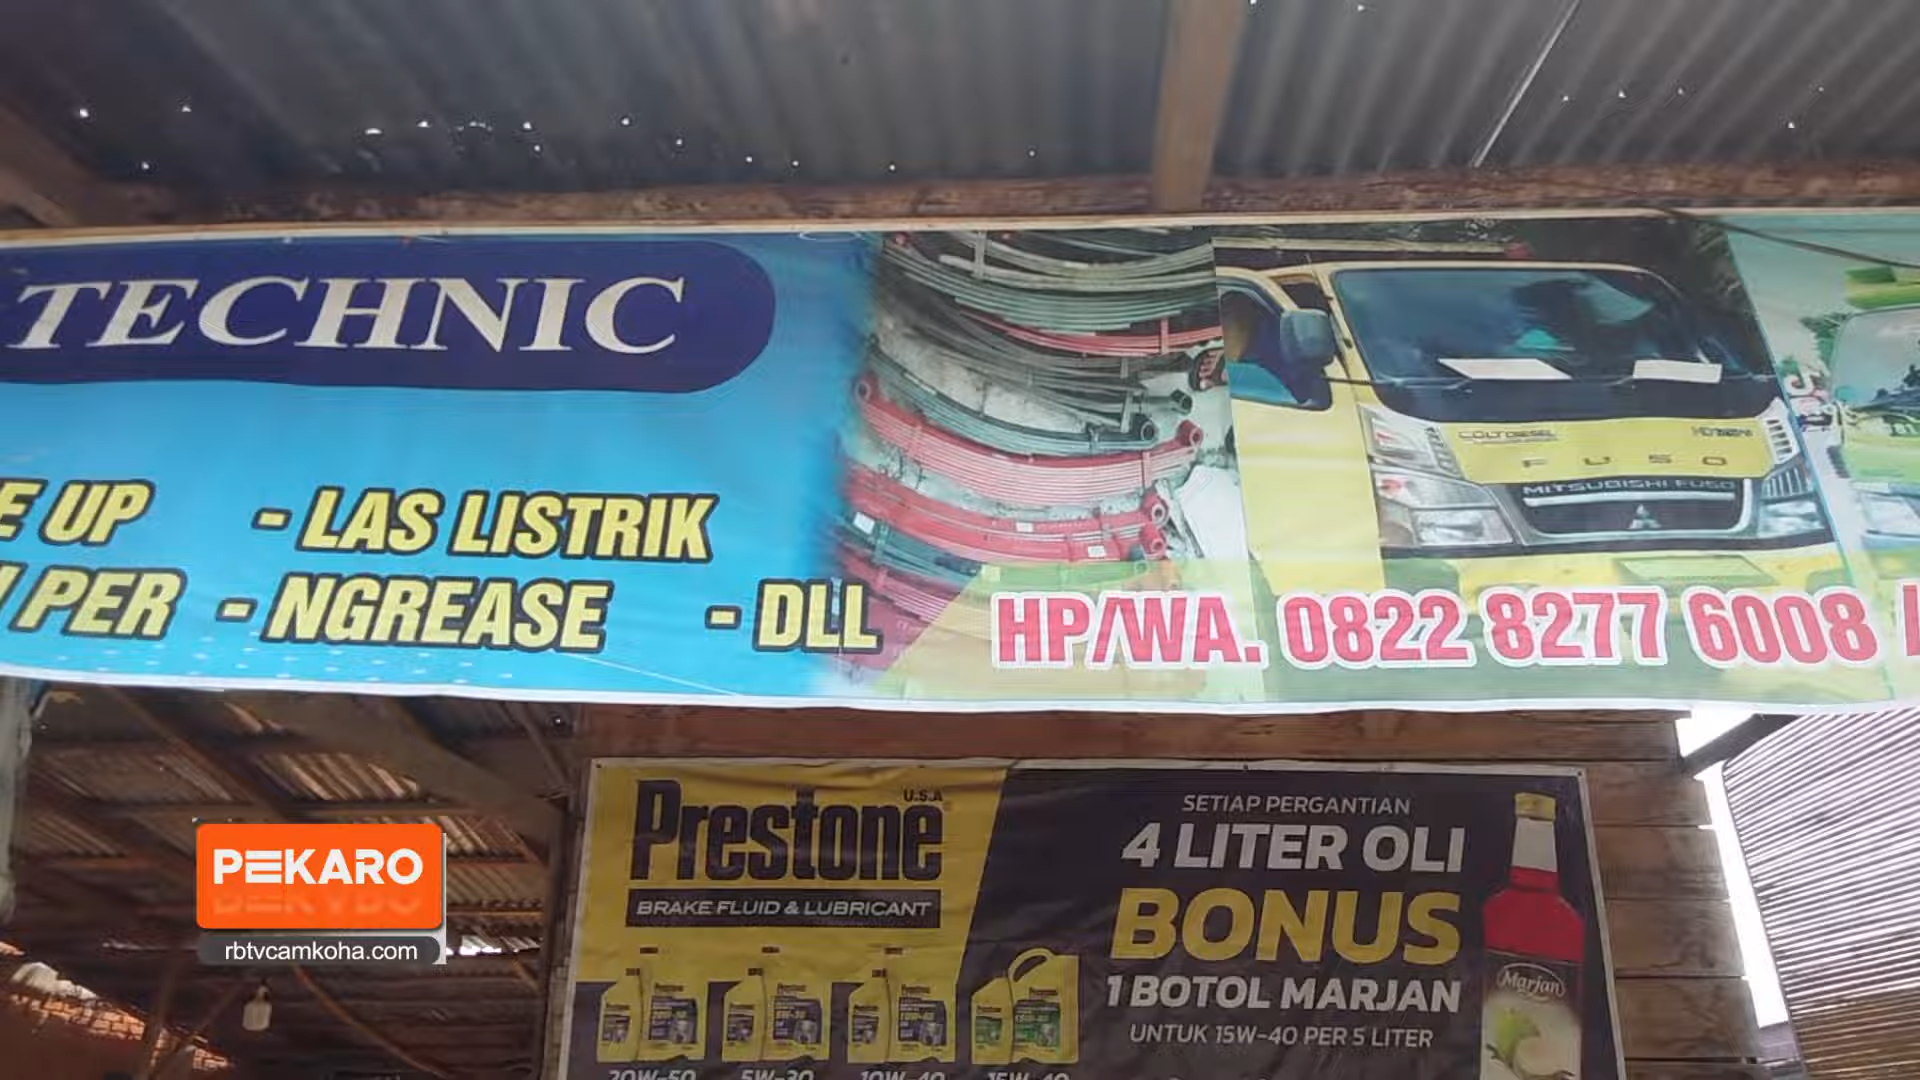 TECHNIC
E UP - LAS LISTRIK
PER - NGREASE - DLL
COLT DIESEL
FUSO
MITSUBISHI FUSO
HP/WA. 0822 8277 6008 /
Prestone
U.S.A
BRAKE FLUID & LUBRICANT
20W-50 5W-30 10W-40 15W-40
SETIAP PERGANTIAN
4 LITER OLI
BONUS
1 BOTOL MARJAN
UNTUK 15W-40 PER 5 LITER
Marjan
PEKARO
rbtvcamkoha.com